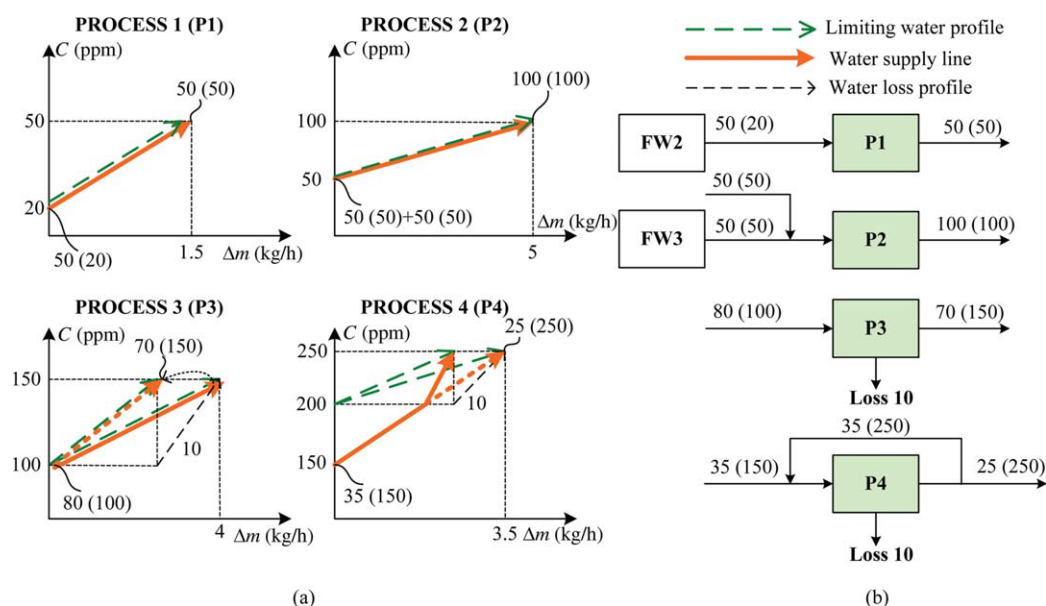 PROCESS 1 (P1)
C (ppm)
50 (50)
50
20
50 (20)
1.5
Δm (kg/h)
PROCESS 2 (P2)
C (ppm)
100 (100)
100
50
50 (50)+50 (50)
5
Δm (kg/h)
PROCESS 3 (P3)
C (ppm)
70 (150)
150
10
100
80 (100)
4
Δm (kg/h)
PROCESS 4 (P4)
C (ppm)
25 (250)
250
10
200
150
35 (150)
3.5
Δm (kg/h)
(a)
Limiting water profile
Water supply line
Water loss profile
FW2
50 (20)
P1
50 (50)
50 (50)
FW3
50 (50)
P2
100 (100)
80 (100)
P3
70 (150)
Loss 10
35 (250)
35 (150)
P4
25 (250)
Loss 10
(b)